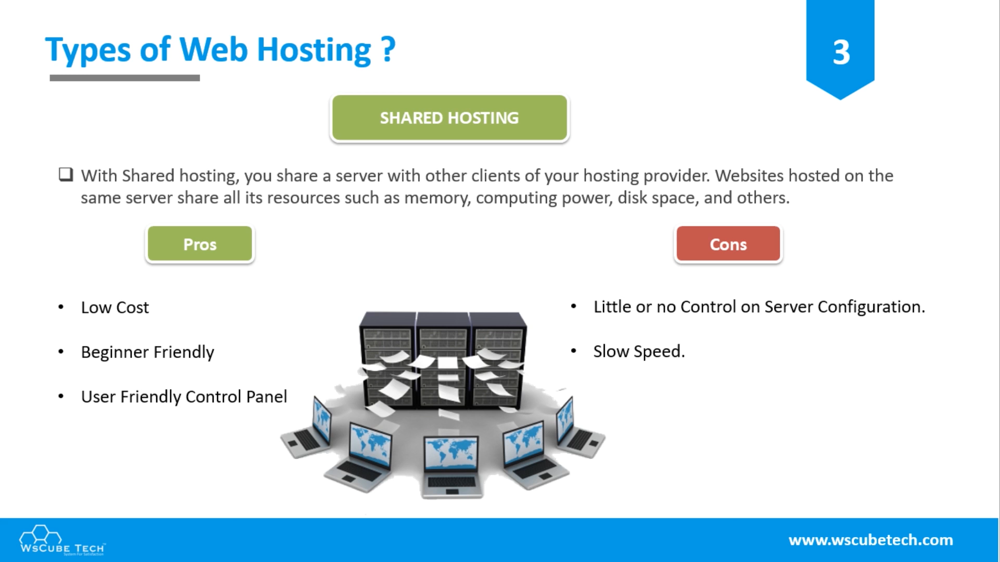 Types of Web Hosting ?
3
SHARED HOSTING
❑ With Shared hosting, you share a server with other clients of your hosting provider. Websites hosted on the
same server share all its resources such as memory, computing power, disk space, and others.
Pros
Cons
• Low Cost
• Beginner Friendly
• User Friendly Control Panel
• Little or no Control on Server Configuration.
• Slow Speed.
WSCUBE TECH
System For Satisfaction
www.wscubetech.com